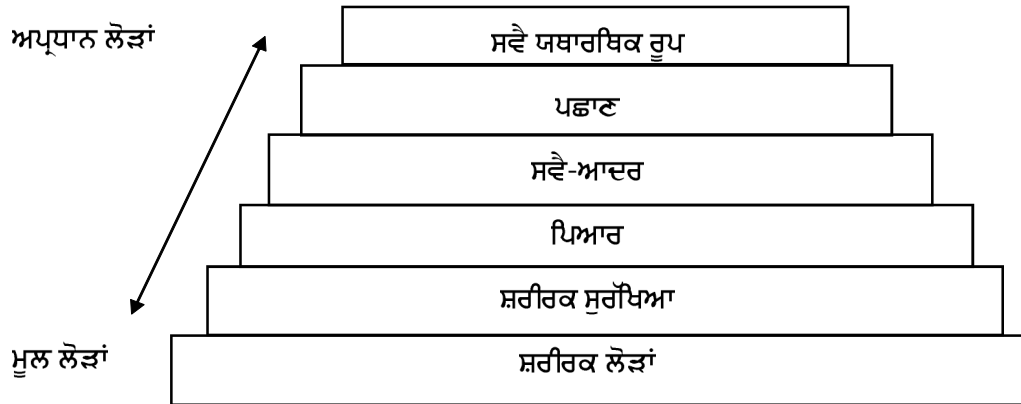 ਅਪ੍ਰਧਾਨ ਲੋੜਾਂ
ਸਵੈ ਯਥਾਰਥਿਕ ਰੂਪ
ਪਛਾਣ
ਸਵੈ-ਆਦਰ
ਪਿਆਰ
ਸ਼ਰੀਰਕ ਸੁਰੱਖਿਆ
ਮੂਲ ਲੋੜਾਂ
ਸ਼ਰੀਰਕ ਲੋੜਾਂ